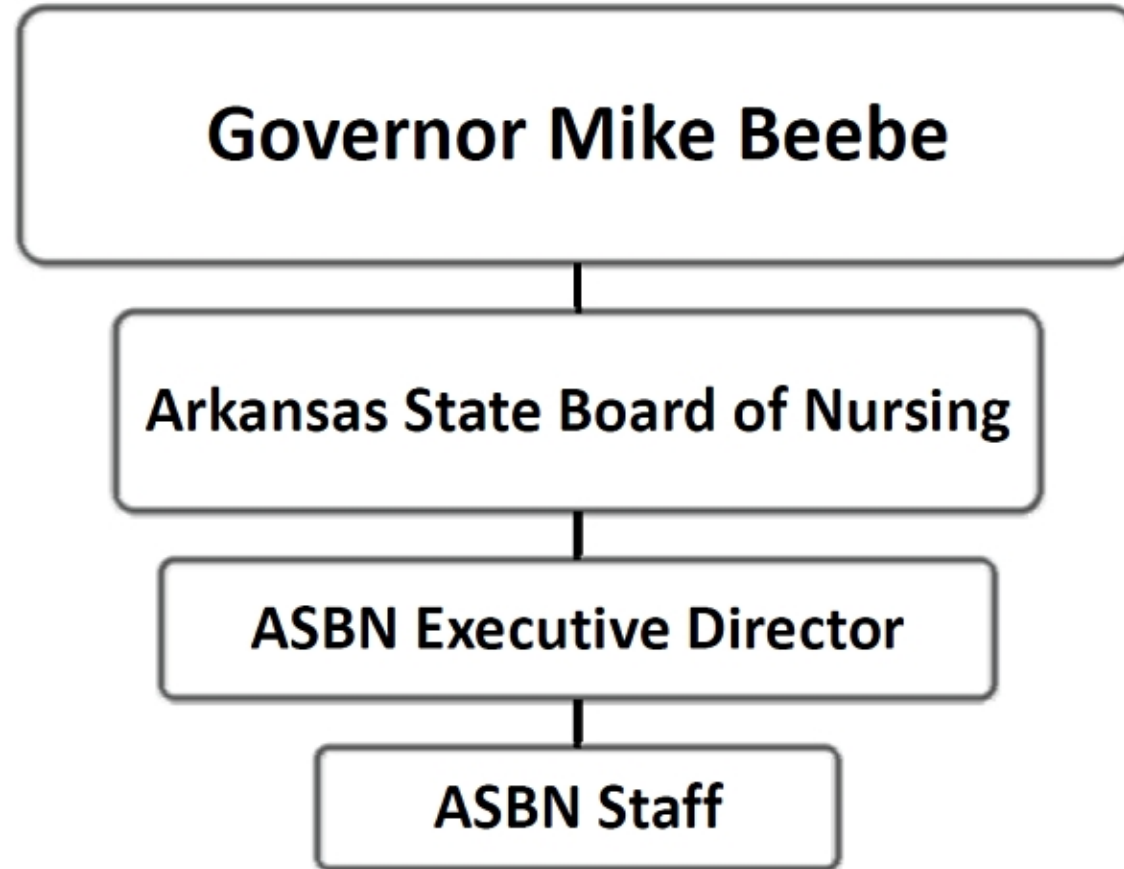 Governor Mike Beebe
Arkansas State Board of Nursing
ASBN Executive Director
ASBN Staff